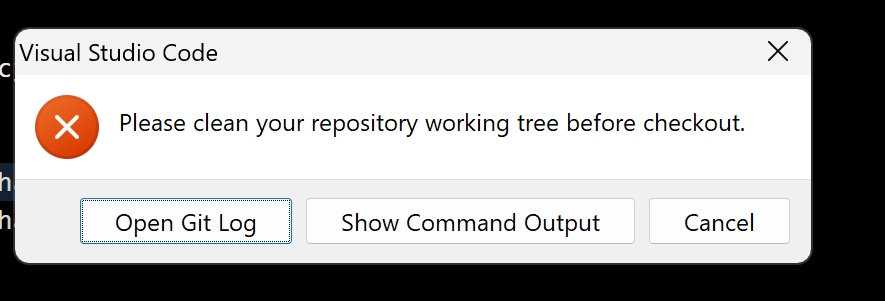 Visual Studio Code
Please clean your repository working tree before checkout.
Open Git Log
Show Command Output
Cancel